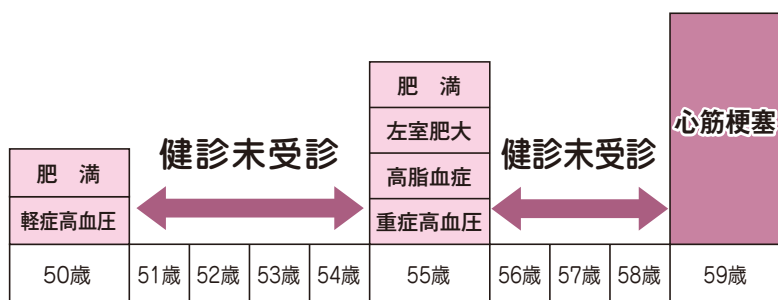 肥　満
軽症高血圧
健診未受診
肥　満
左室肥大
高脂血症
重症高血圧
健診未受診
心筋梗塞
50歳 51歳 52歳 53歳 54歳 55歳 56歳 57歳 58歳 59歳